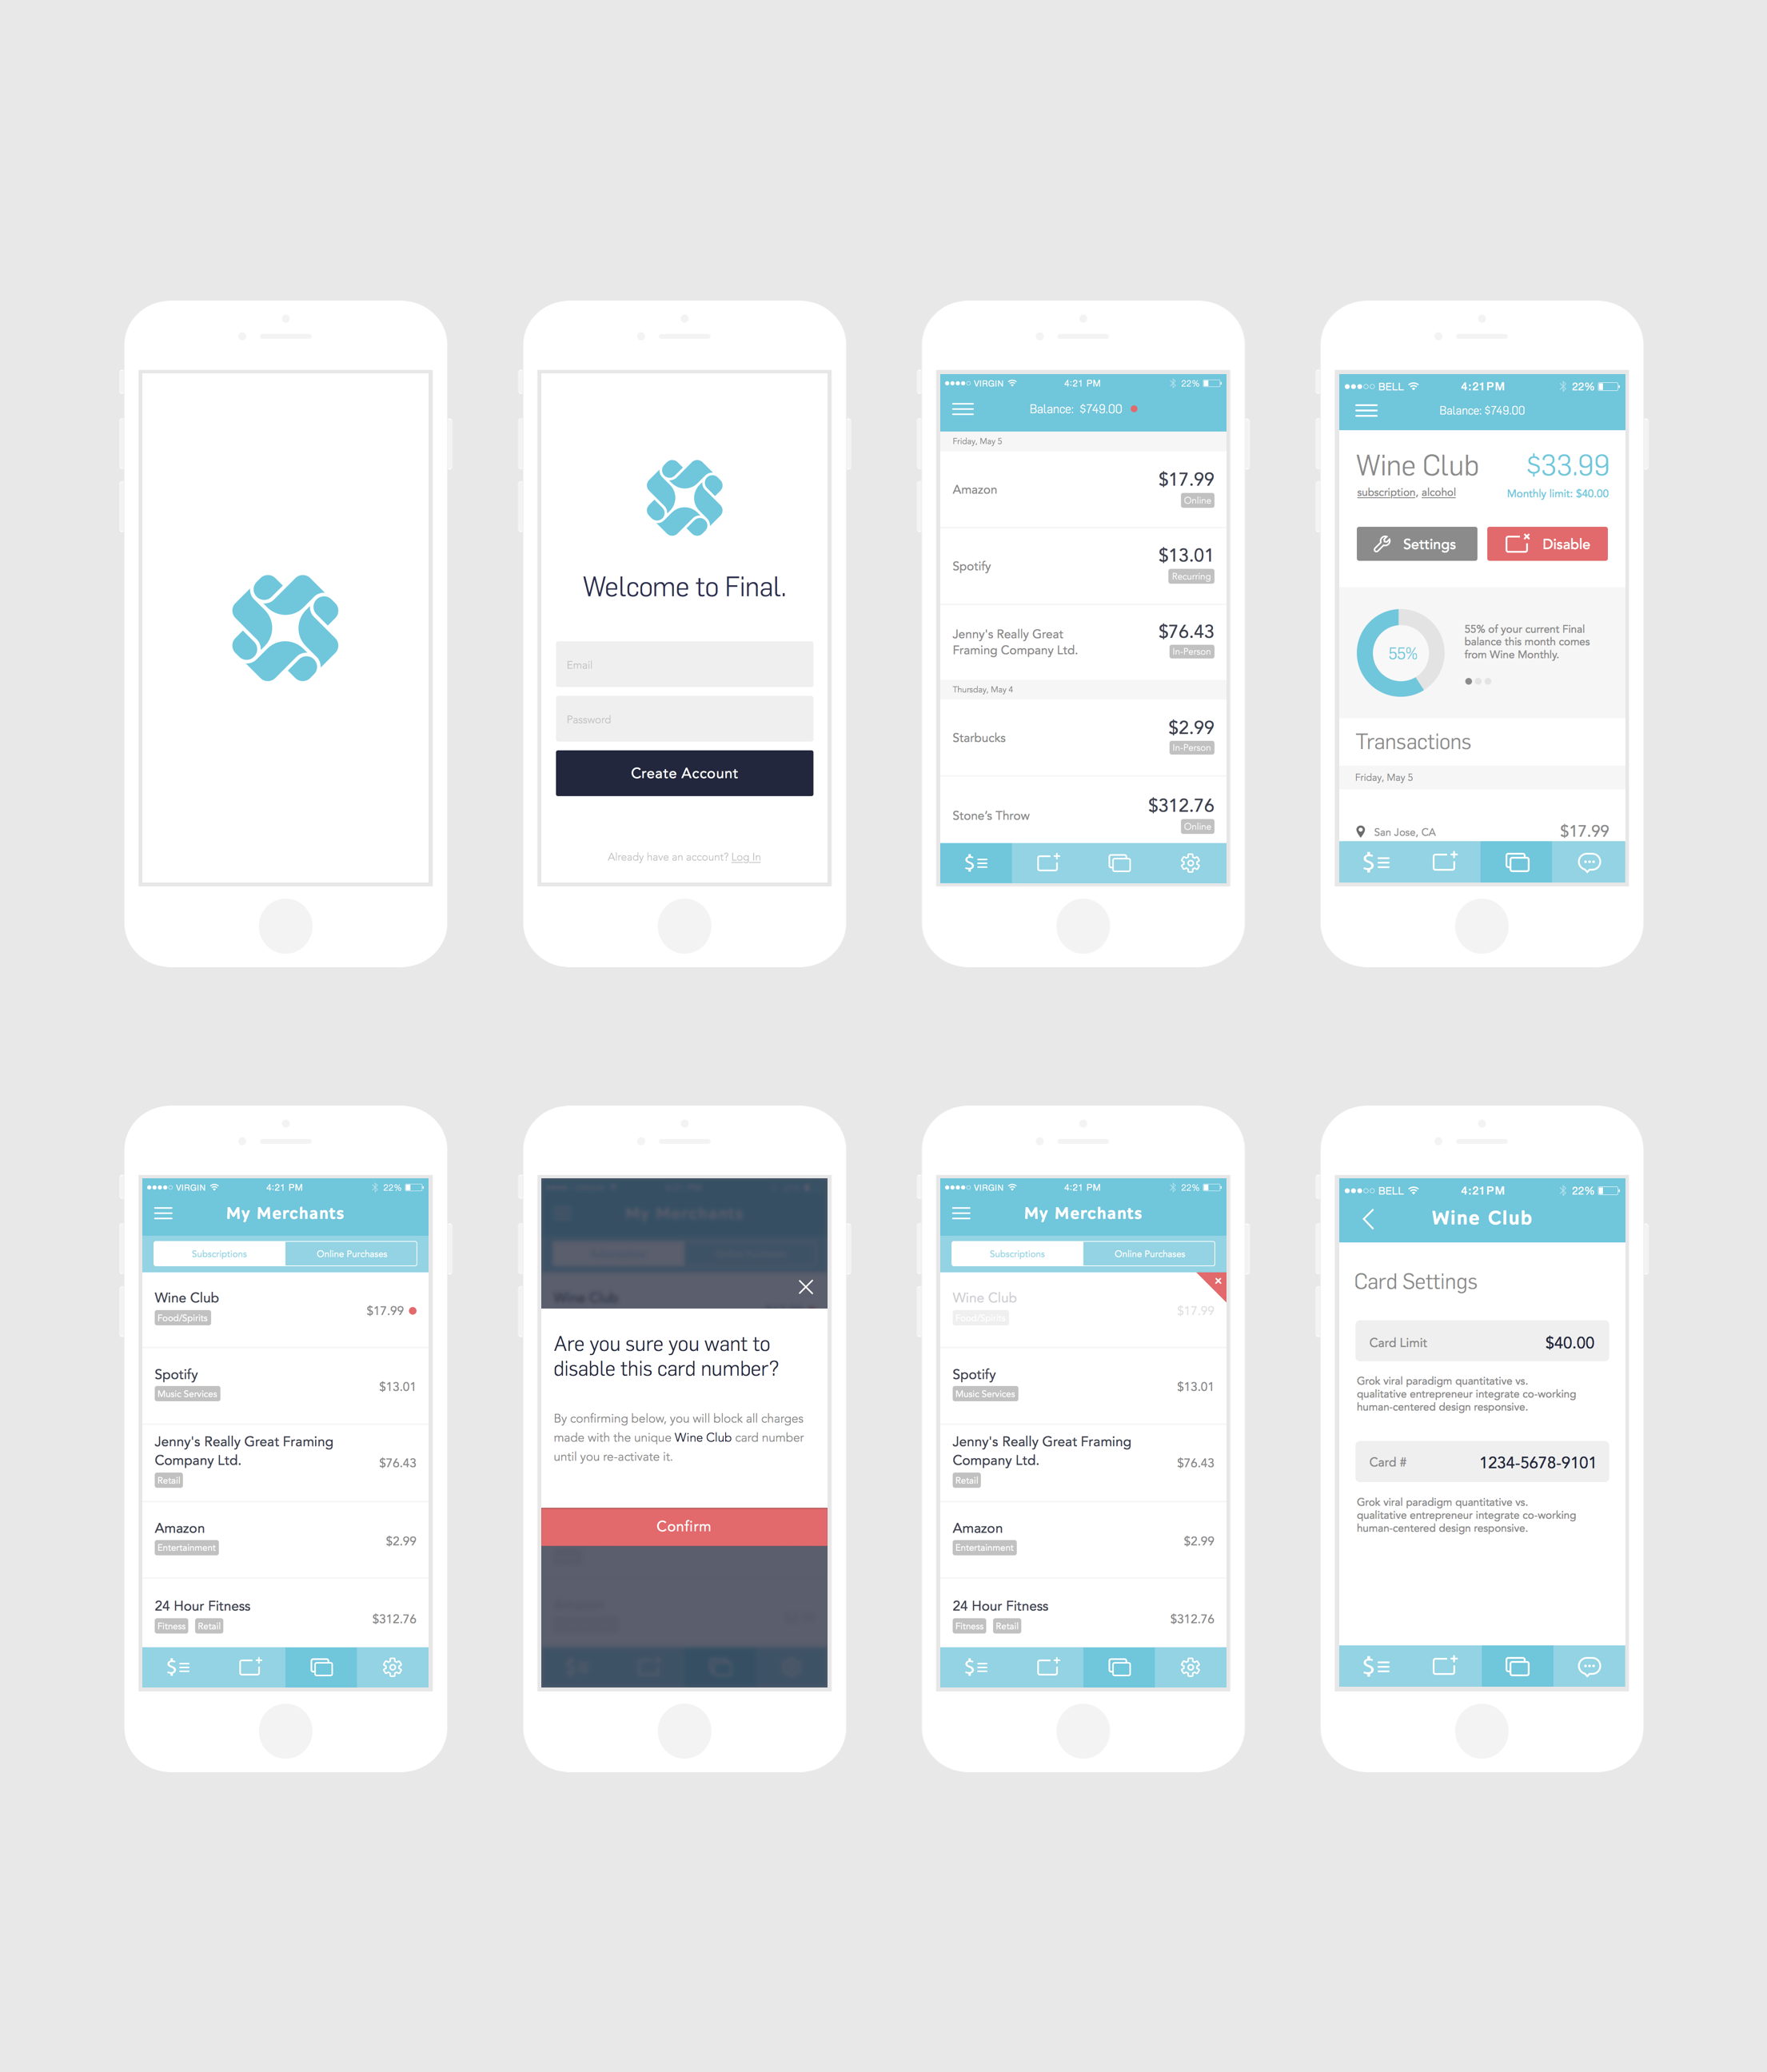 Welcome to Final.
Email
Password
Create Account
Already have an account? Log In
VIRGIN 4:21 PM 22%
Balance: $749.00
Friday, May 5
Amazon $17.99
Online
Spotify $13.01
Recurring
Jenny's Really Great
Framing Company Ltd. $76.43
In-Person
Thursday, May 4
Starbucks $2.99
In-Person
Stone's Throw $312.76
Online
BELL 4:21PM 22%
Balance: $749.00
Wine Club $33.99
subscription, alcohol Monthly limit: $40.00
Settings Disable
55%
55% of your current Final
balance this month comes
from Wine Monthly.
Transactions
Friday, May 5
San Jose, CA $17.99
VIRGIN 4:21 PM 22%
My Merchants
Subscriptions Online Purchases
Wine Club
Food/Spirits $17.99
Spotify
Music Services $13.01
Jenny's Really Great Framing
Company Ltd. $76.43
Retail
Amazon
Entertainment $2.99
24 Hour Fitness
Fitness Retail $312.76
My Merchants
Wine Club
Are you sure you want to
disable this card number?
By confirming below, you will block all charges
made with the unique Wine Club card number
until you re-activate it.
Confirm
VIRGIN 4:21 PM 22%
My Merchants
Subscriptions Online Purchases
Wine Club
Food/Spirits $17.99
Spotify
Music Services $13.01
Jenny's Really Great Framing
Company Ltd. $76.43
Retail
Amazon
Entertainment $2.99
24 Hour Fitness
Fitness Retail $312.76
BELL 4:21PM 22%
Wine Club
Card Settings
Card Limit $40.00
Grok viral paradigm quantitative vs.
qualitative entrepreneur integrate co-working
human-centered design responsive.
Card # 1234-5678-9101
Grok viral paradigm quantitative vs.
qualitative entrepreneur integrate co-working
human-centered design responsive.